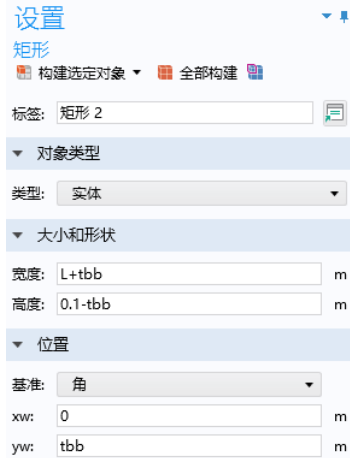 设置
矩形
构建选定对象 全部构建
标签: 矩形 2
对象类型
类型: 实体
大小和形状
宽度: L+tbb m
高度: 0.1-tbb m
位置
基准: 角
xw: 0 m
yw: tbb m